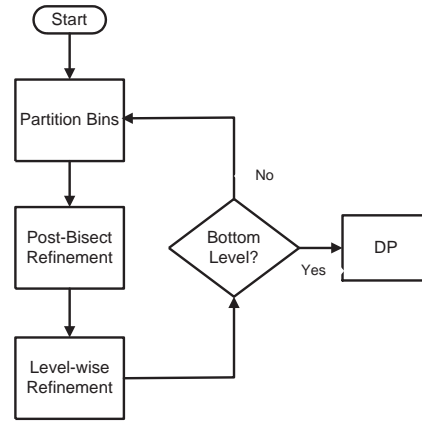 Start
Partition Bins
No
Post-Bisect
Refinement
Bottom
Level?
Yes
DP
Level-wise
Refinement